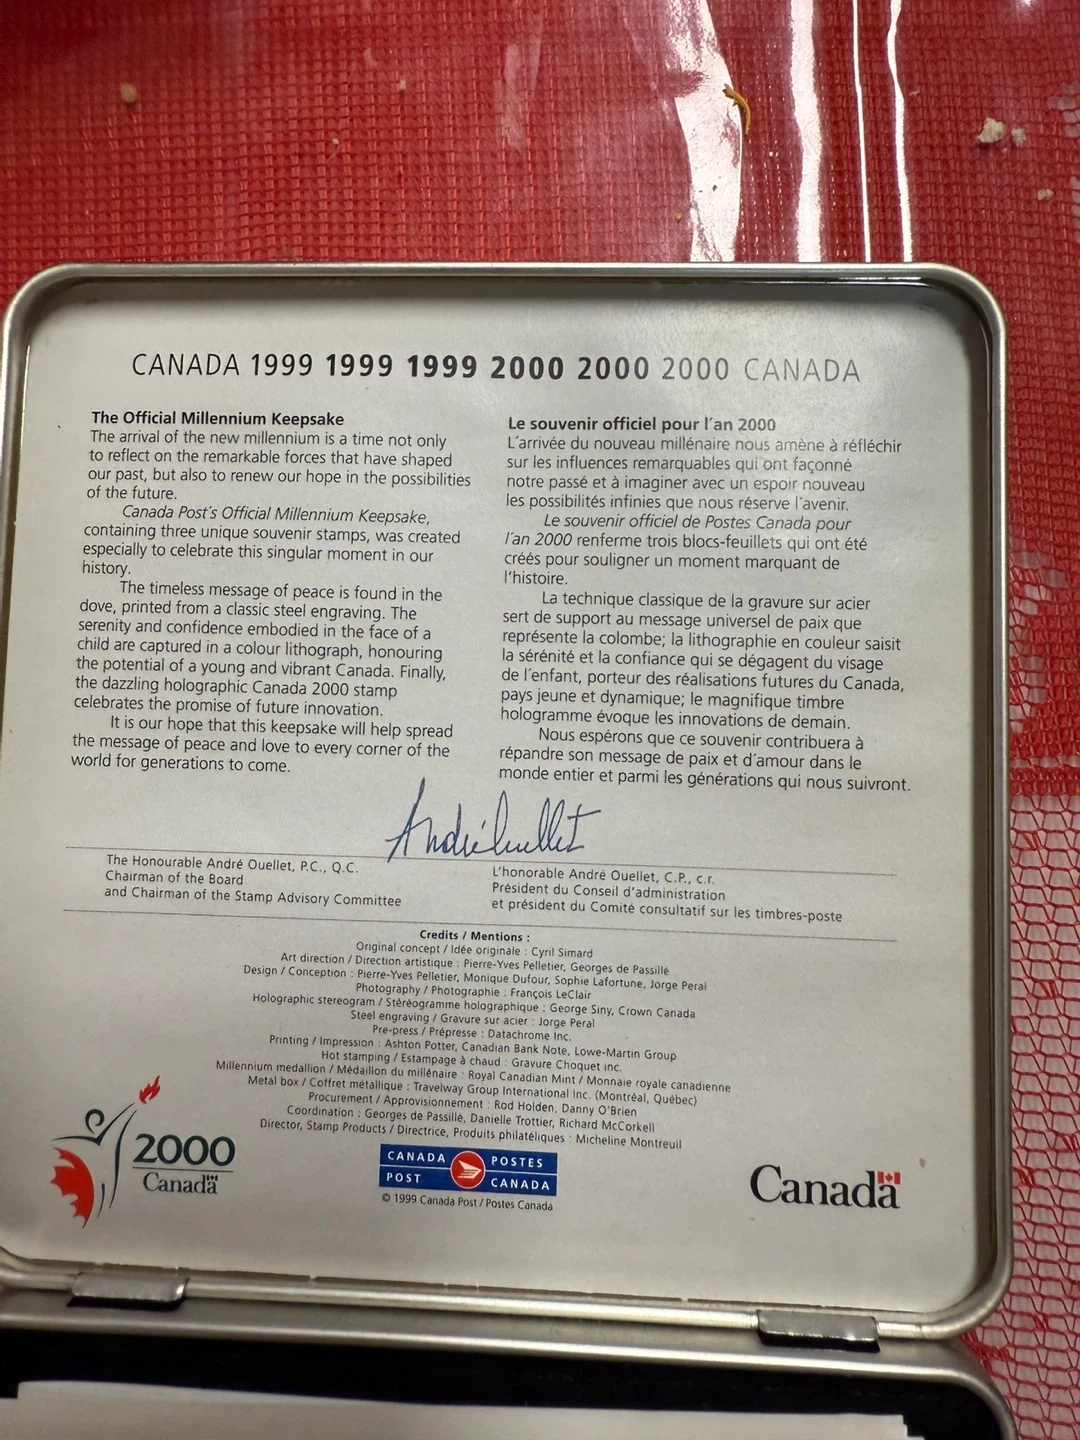 CANADA 1999 1999 1999 2000 2000 2000 CANADA
The Official Millennium Keepsake
The arrival of the new millennium is a time not only
to reflect on the remarkable forces that have shaped
our past, but also to renew our hope in the possibilities
of the future.
Canada Post's Official Millennium Keepsake,
containing three unique souvenir stamps, was created
especially to celebrate this singular moment in our
history.
The timeless message of peace is found in the
dove, printed from a classic steel engraving. The
serenity and confidence embodied in the face of a
child are captured in a colour lithograph, honouring
the potential of a young and vibrant Canada. Finally,
the dazzling holographic Canada 2000 stamp
celebrates the promise of future innovation.
It is our hope that this keepsake will help spread
the message of peace and love to every corner of the
world for generations to come.
Le souvenir officiel pour l'an 2000
L'arrivée du nouveau millénaire nous amène à réfléchir
sur les influences remarquables qui ont façonné
notre passé et à imaginer avec un espoir nouveau
les possibilités infinies que nous réserve l'avenir.
Le souvenir officiel de Postes Canada pour
l'an 2000 renferme trois blocs-feuillets qui ont été
créés pour souligner un moment marquant de
l'histoire.
La technique classique de la gravure sur acier
sert de support au message universel de paix que
représente la colombe; la lithographie en couleur saisit
la sérénité et la confiance qui se dégagent du visage
de l'enfant, porteur des réalisations futures du Canada,
pays jeune et dynamique; le magnifique timbre
hologramme évoque les innovations de demain.
Nous espérons que ce souvenir contribuera à
répandre son message de paix et d'amour dans le
monde entier et parmi les générations qui nous suivront.
André Ouellet
The Honourable André Ouellet, P.C., Q.C.
Chairman of the Board
and Chairman of the Stamp Advisory Committee
L'honorable André Ouellet, C.P., c.r.
Président du Conseil d'administration
et président du Comité consultatif sur les timbres-poste
Credits / Mentions :
Original concept / Idée originale : Cyril Simard
Art direction / Direction artistique : Pierre-Yves Pelletier, Georges de Passillé
Design / Conception : Pierre-Yves Pelletier, Monique Dufour, Sophie Lafortune, Jorge Peral
Photography / Photographie : François LeClair
Holographic stereogram / Stéréogramme holographique : George Siny, Crown Canada
Steel engraving / Gravure sur acier : Jorge Peral
Pre-press / Prépresse : Datachrome Inc.
Printing / Impression : Ashton Potter, Canadian Bank Note, Lowe-Martin Group
Hot stamping / Estampage à chaud : Gravure Choquet inc.
Millennium medallion / Médaillon du millénaire : Royal Canadian Mint / Monnaie royale canadienne
Metal box / Coffret métallique : Travelway Group International Inc. (Montréal, Québec)
Procurement / Approvisionnement : Rod Holden, Danny O'Brien
Coordination : Georges de Passillé, Danielle Trottier, Richard McCorkell
Director, Stamp Products / Directrice, Produits philatéliques : Micheline Montreuil
2000
Canada
CANADA POSTES
POST CANADA
© 1999 Canada Post / Postes Canada
Canada